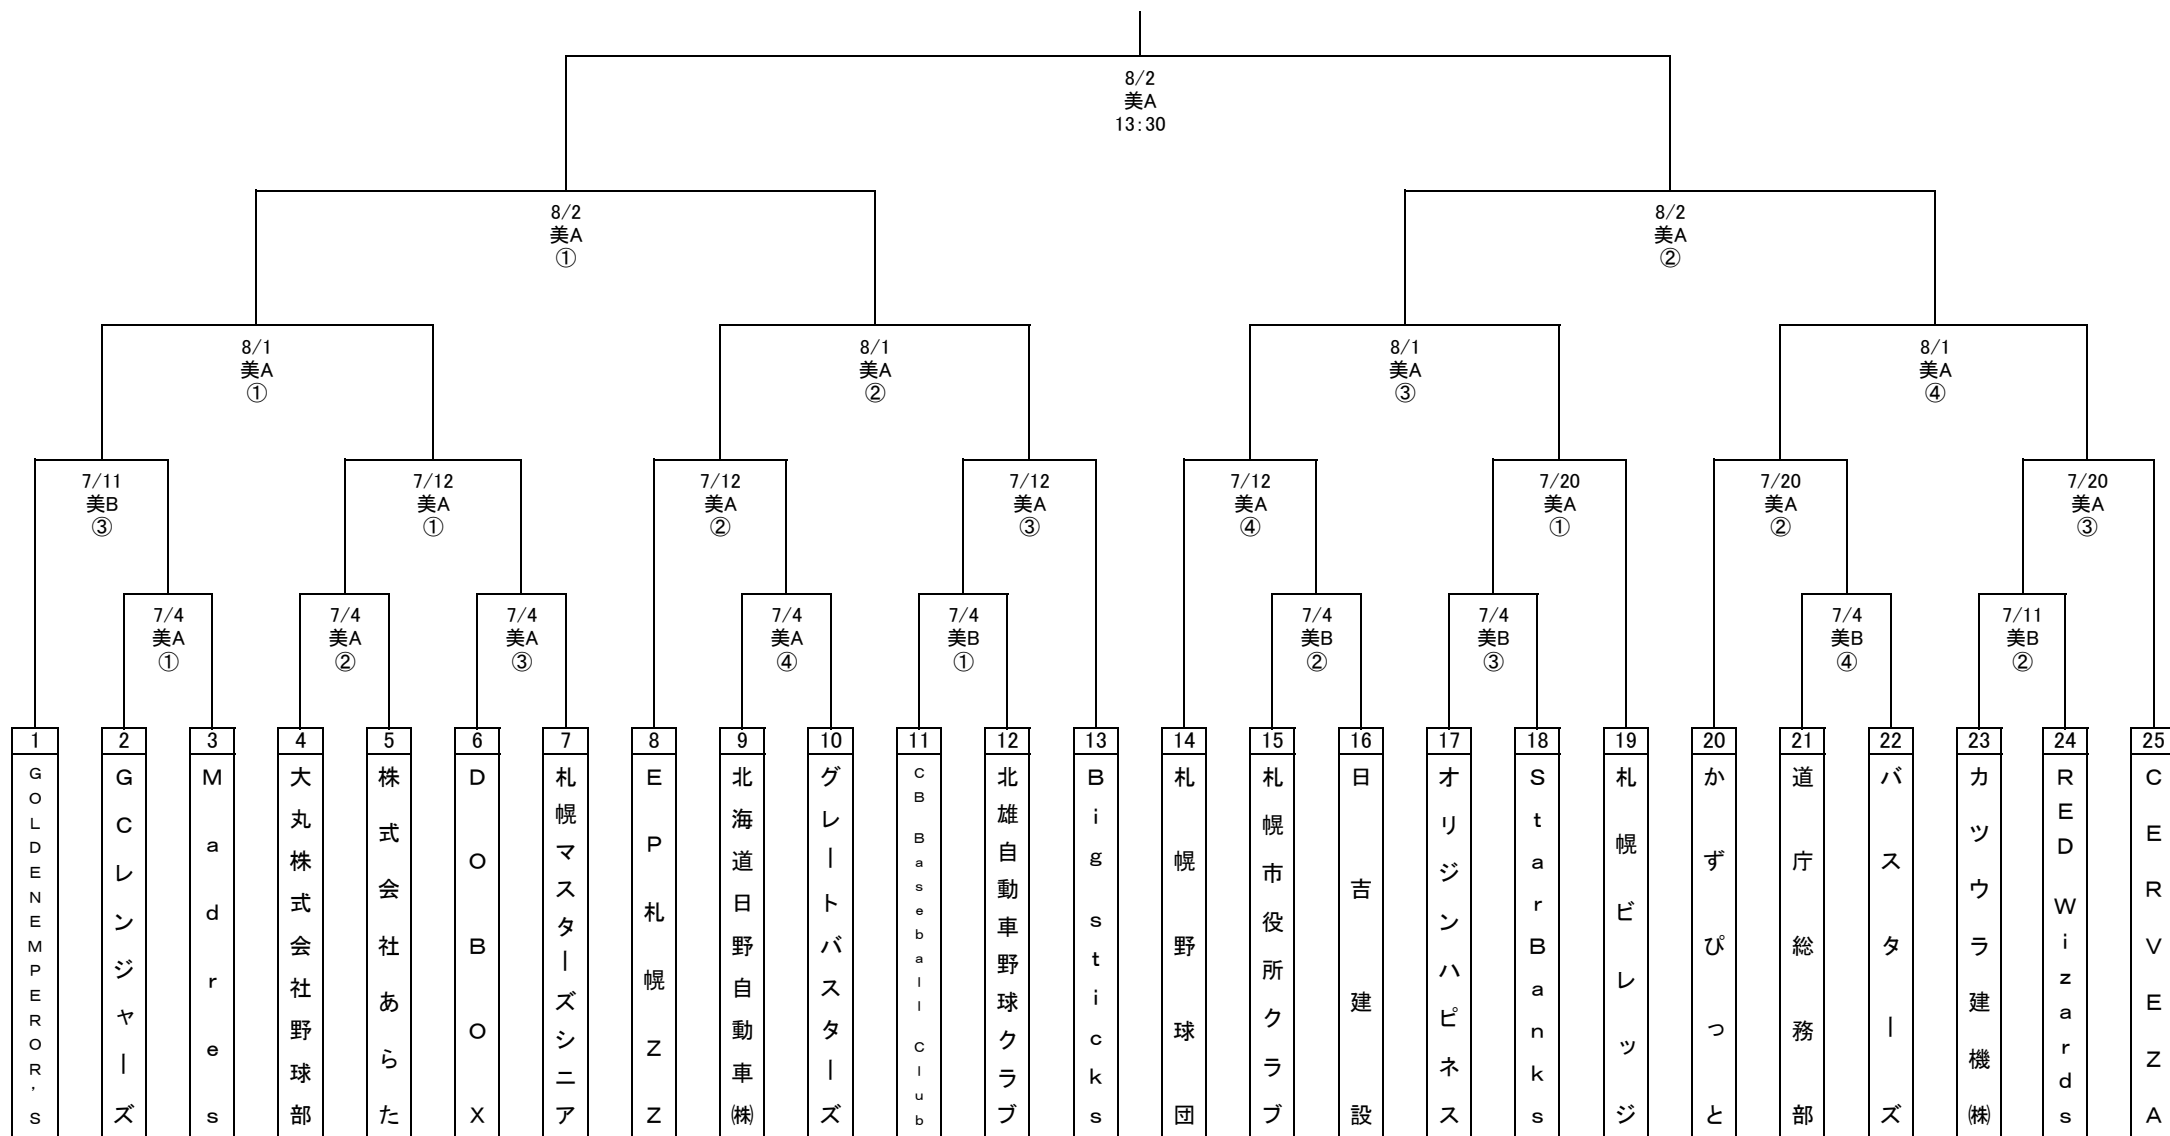 8/2
美A
13:30
8/2
美A
①
8/2
美A
②
8/1
美A
①
8/1
美A
②
8/1
美A
③
8/1
美A
④
7/11
美B
③
7/12
美A
①
7/12
美A
②
7/12
美A
③
7/12
美A
④
7/20
美A
①
7/20
美A
②
7/20
美A
③
7/4
美A
①
7/4
美A
②
7/4
美A
③
7/4
美A
④
7/4
美B
①
7/4
美B
②
7/4
美B
③
7/4
美B
④
7/11
美B
②
1
GOLDENEMPEROR’S
2
GCレンジャーズ
3
Madres
4
大丸株式会社野球部
5
株式会社あらた
6
DOBOX
7
札幌マスターズシニア
8
EP札幌ZZ
9
北海道日野自動車㈱
10
グレートバスターズ
11
CB Baseball Club
12
北雄自動車野球クラブ
13
Big sticks
14
札幌野球団
15
札幌市役所クラブ
16
日吉建設
17
オリジンハピネス
18
StarBanks
19
札幌ビレッジ
20
かずぴっと
21
道庁総務部
22
バスターズ
23
カツウラ建機㈱
24
RED Wizards
25
CERVEZA